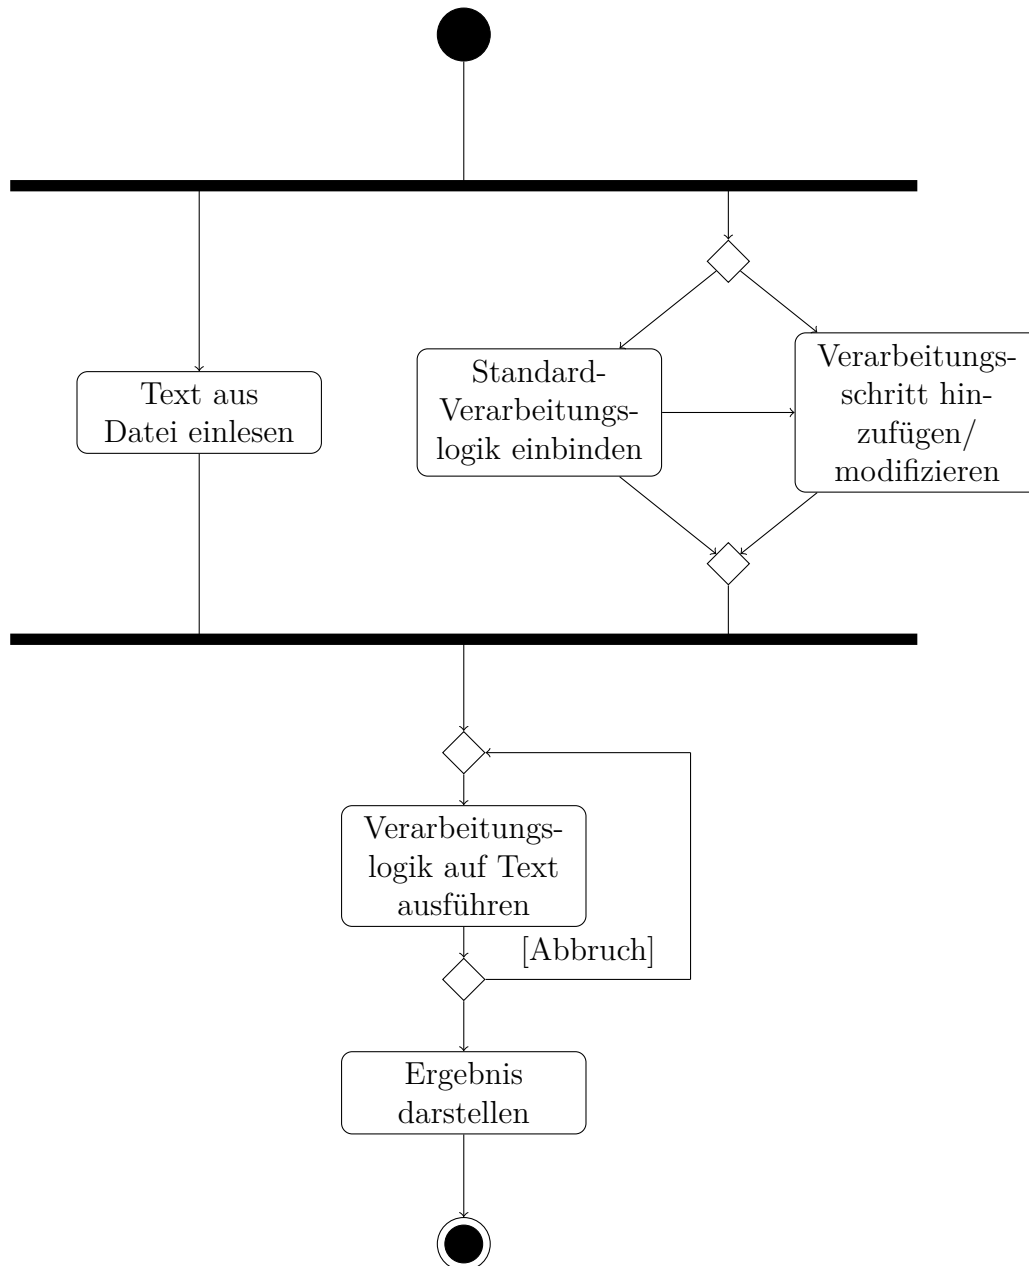 Text aus
Datei einlesen
Standard-
Verarbeitungs-
logik einbinden
Verarbeitungs-
schritt hin-
zufügen/
modifizieren
Verarbeitungs-
logik auf Text
ausführen
[Abbruch]
Ergebnis
darstellen